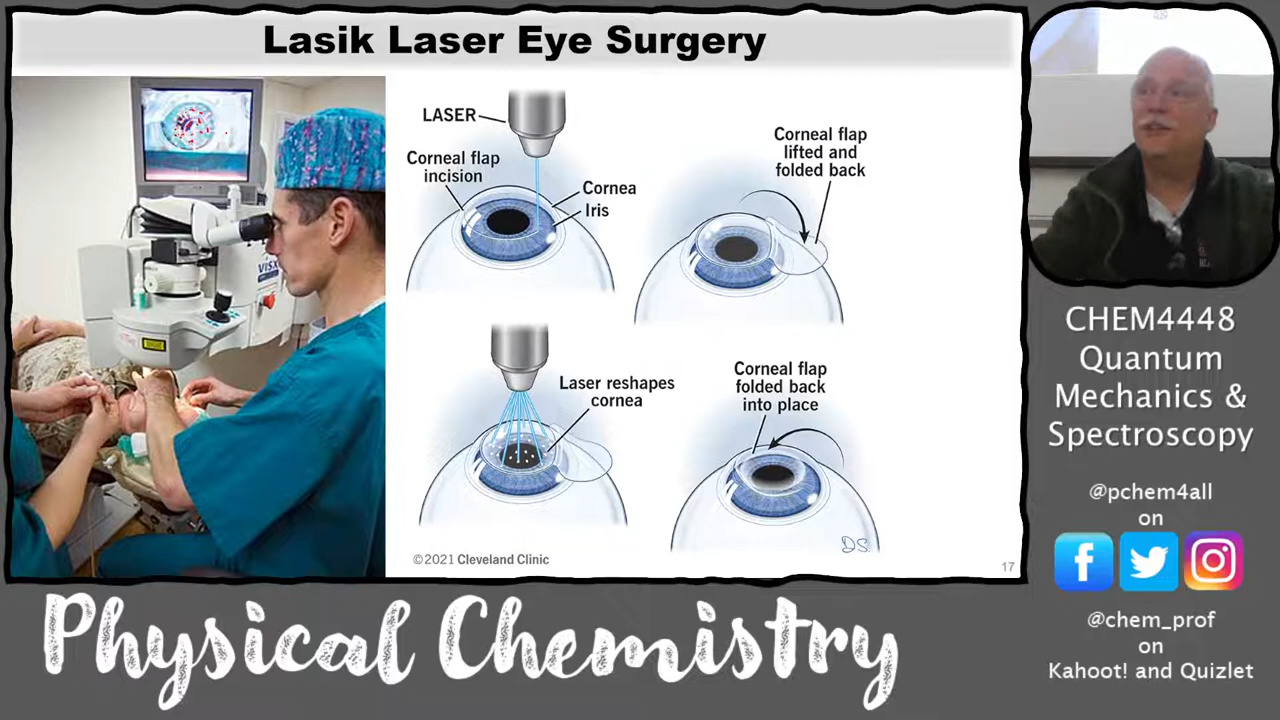 Lasik Laser Eye Surgery
LASER
Corneal flap
incision
Cornea
Iris
Corneal flap
lifted and
folded back
Laser reshapes
cornea
Corneal flap
folded back
into place
DS
©2021 Cleveland Clinic
17
VISX
CHEM4448
Quantum
Mechanics &
Spectroscopy
@pchem4all
on
@chem_prof
on
Kahoot! and Quizlet
Physical Chemistry